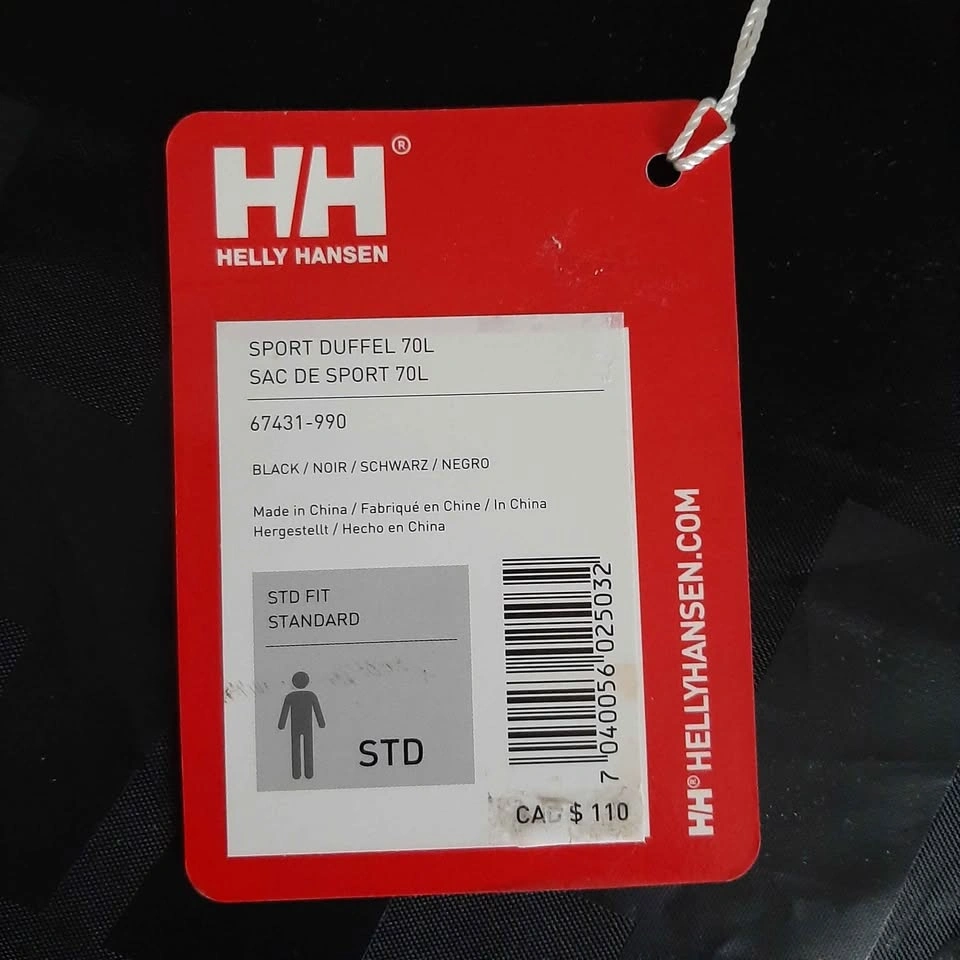 HH®
HELLY HANSEN
SPORT DUFFEL 70L
SAC DE SPORT 70L
67431-990
BLACK / NOIR / SCHWARZ / NEGRO
Made in China / Fabriqué en Chine / In China
Hergestellt / Hecho en China
STD FIT
STANDARD
STD
7 040056 025032
CAD $ 110
HH® HELLYHANSEN.COM